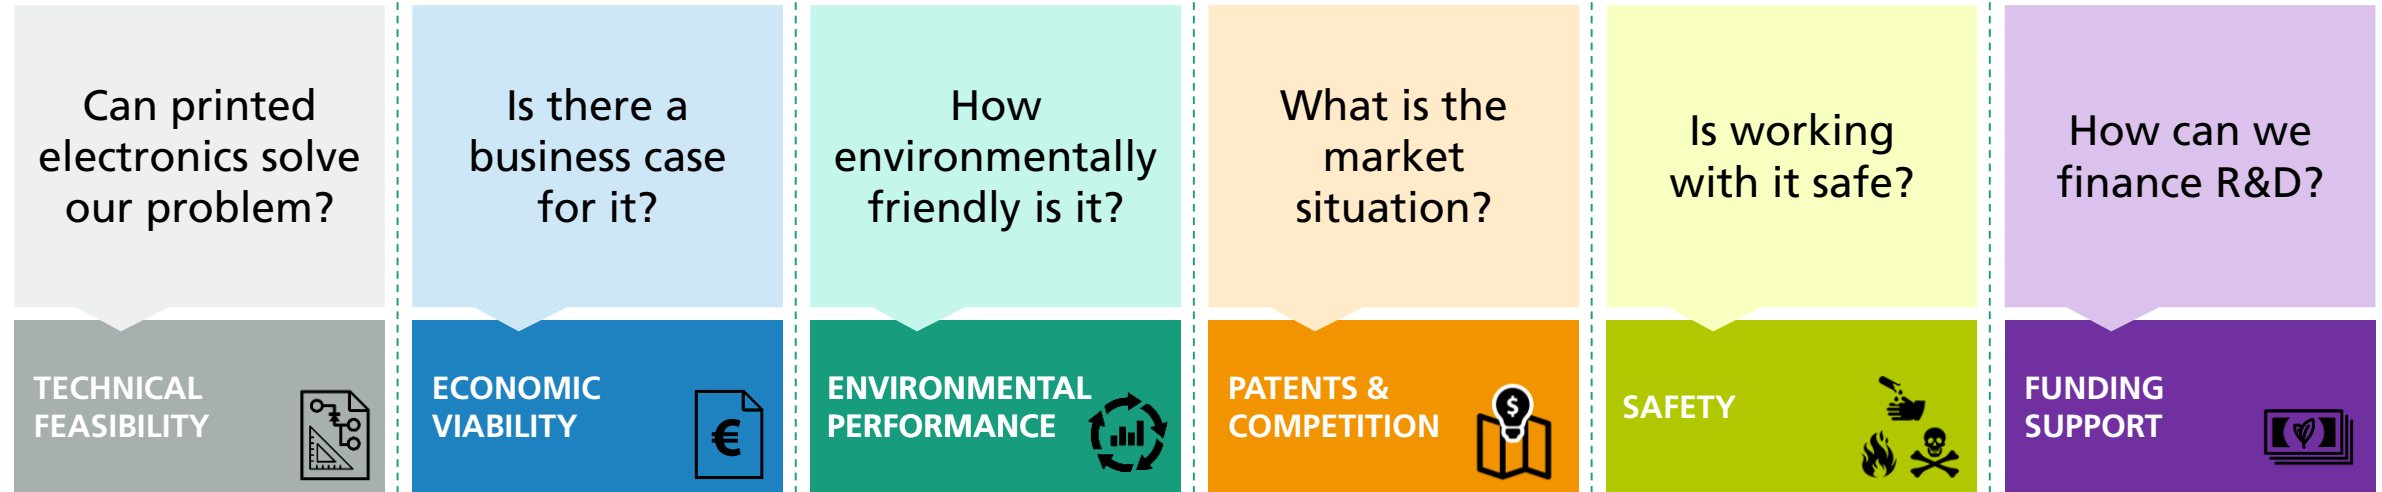 Can printed
electronics solve
our problem?
TECHNICAL
FEASIBILITY
Is there a
business case
for it?
ECONOMIC
VIABILITY
€
How
environmentally
friendly is it?
ENVIRONMENTAL
PERFORMANCE
What is the
market
situation?
PATENTS &
COMPETITION
$
Is working
with it safe?
SAFETY
How can we
finance R&D?
FUNDING
SUPPORT